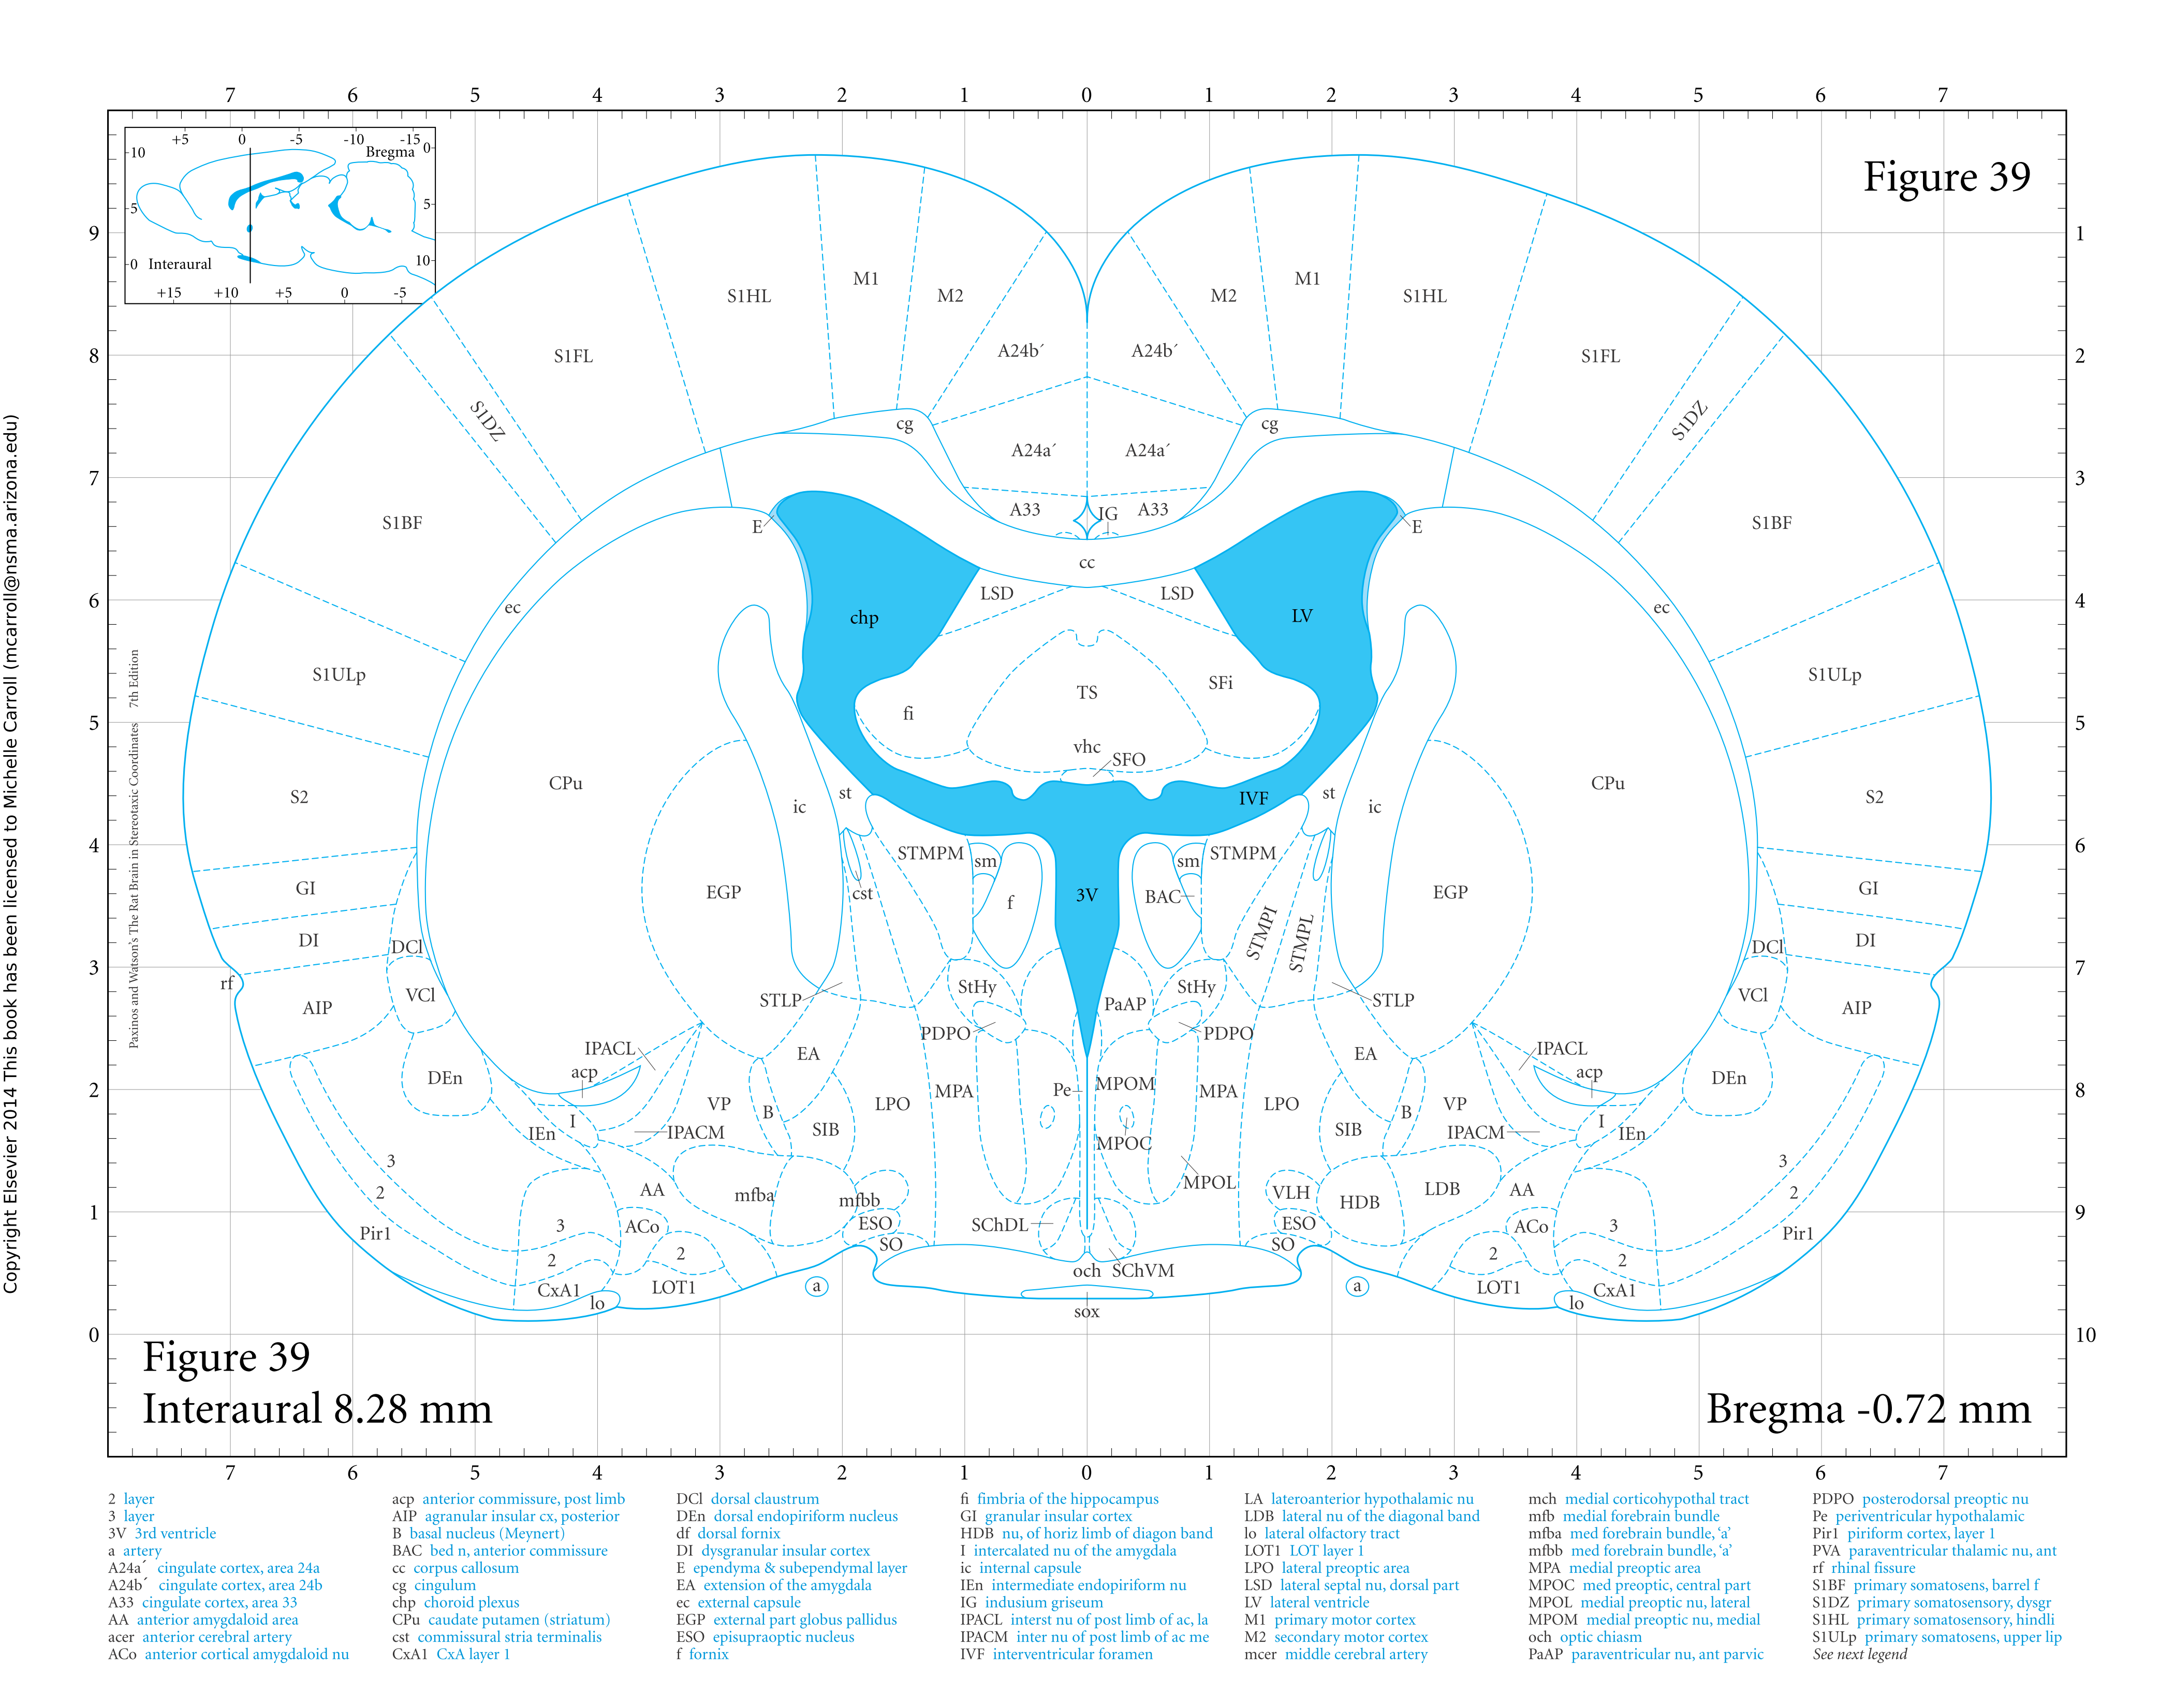 7 6 5 4 3 2 1 0 1 2 3 4 5 6 7
+5 0 -5 -10 -15
Bregma 0
10
5 5
0 Interaural 10
+15 +10 +5 0 -5
Figure 39
9 1
M1 M1
S1HL M2 M2 S1HL
8 S1FL A24b´ A24b´ S1FL 2
S1DZ cg cg S1DZ
A24a´ A24a´
7 3
S1BF E A33 IG A33 E S1BF
cc
6 ec chp LSD LSD LV ec 4
S1ULp TS SFi S1ULp
5 fi 5
vhc
SFO
S2 CPu ic st IVF st ic CPu S2
4 6
STMPM sm sm STMPM
GI EGP cst f 3V BAC EGP GI
STMPI STMPL
DI DCl DCl DI
3 7
rf AIP VCl STLP StHy PaAP StHy STLP VCl AIP
PDPO PDPO
IPACL EA EA IPACL
DEn acp acp DEn
2 MPA Pe MPOM MPA 8
I VP B LPO LPO B VP I
IEn IPACM SIB MPOC SIB IPACM IEn
3 3
2 AA mfba mfbb MPOL VLH HDB LDB AA 2
1 9
Pir1 3 ACo ESO SChDL ESO ACo 3 Pir1
2 2 SO SO 2 2
CxA1 LOT1 a och SChVM a LOT1 CxA1
lo sox lo
0 10
Copyright Elsevier 2014 This book has been licensed to Michelle Carroll (mcarroll@nsma.arizona.edu)
Paxinos and Watson's The Rat Brain in Stereotaxic Coordinates 7th Edition
Figure 39
Interaural 8.28 mm
Bregma -0.72 mm
7 6 5 4 3 2 1 0 1 2 3 4 5 6 7
2 layer
3 layer
3V 3rd ventricle
a artery
A24a´ cingulate cortex, area 24a
A24b´ cingulate cortex, area 24b
A33 cingulate cortex, area 33
AA anterior amygdaloid area
acer anterior cerebral artery
ACo anterior cortical amygdaloid nu
acp anterior commissure, post limb
AIP agranular insular cx, posterior
B basal nucleus (Meynert)
BAC bed n, anterior commissure
cc corpus callosum
cg cingulum
chp choroid plexus
CPu caudate putamen (striatum)
cst commissural stria terminalis
CxA1 CxA layer 1
DCl dorsal claustrum
DEn dorsal endopiriform nucleus
df dorsal fornix
DI dysgranular insular cortex
E ependyma & subependymal layer
EA extension of the amygdala
ec external capsule
EGP external part globus pallidus
ESO episupraoptic nucleus
f fornix
fi fimbria of the hippocampus
GI granular insular cortex
HDB nu, of horiz limb of diagon band
I intercalated nu of the amygdala
ic internal capsule
IEn intermediate endopiriform nu
IG indusium griseum
IPACL interst nu of post limb of ac, la
IPACM inter nu of post limb of ac me
IVF interventricular foramen
LA lateroanterior hypothalamic nu
LDB lateral nu of the diagonal band
lo lateral olfactory tract
LOT1 LOT layer 1
LPO lateral preoptic area
LSD lateral septal nu, dorsal part
LV lateral ventricle
M1 primary motor cortex
M2 secondary motor cortex
mcer middle cerebral artery
mch medial corticohypothal tract
mfb medial forebrain bundle
mfba med forebrain bundle, ‘a’
mfbb med forebrain bundle, ‘a’
MPA medial preoptic area
MPOC med preoptic, central part
MPOL medial preoptic nu, lateral
MPOM medial preoptic nu, medial
och optic chiasm
PaAP paraventricular nu, ant parvic
PDPO posterodorsal preoptic nu
Pe periventricular hypothalamic
Pir1 piriform cortex, layer 1
PVA paraventricular thalamic nu, ant
rf rhinal fissure
S1BF primary somatosens, barrel f
S1DZ primary somatosensory, dysgr
S1HL primary somatosensory, hindli
S1ULp primary somatosens, upper lip
See next legend